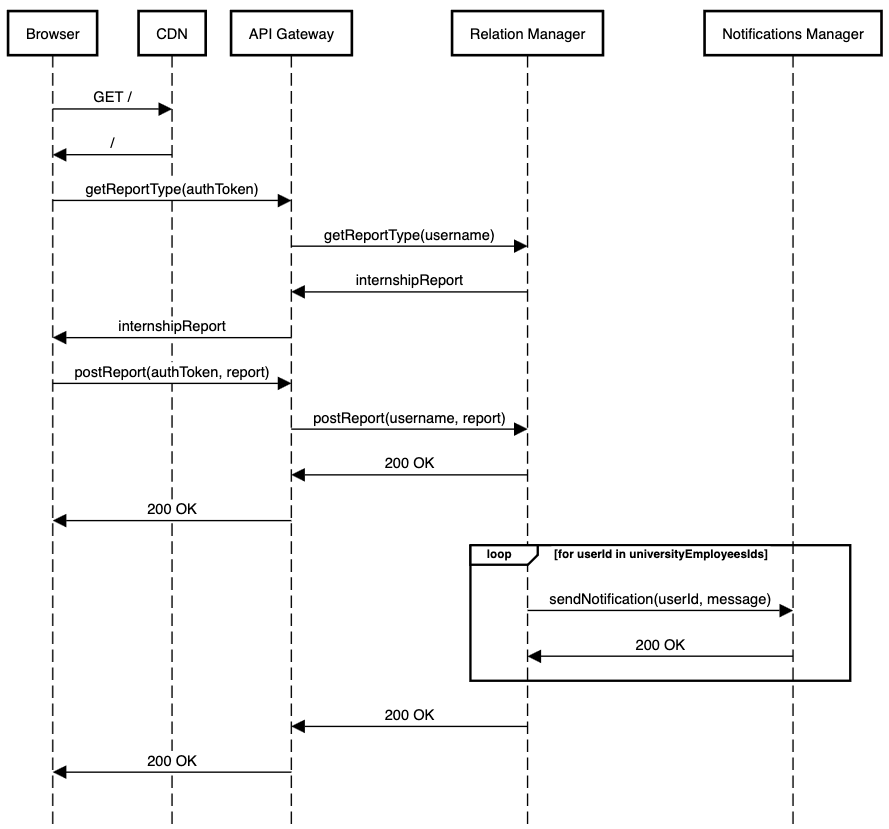 Browser
CDN
API Gateway
Relation Manager
Notifications Manager
GET /
/
getReportType(authToken)
getReportType(username)
internshipReport
internshipReport
postReport(authToken, report)
postReport(username, report)
200 OK
200 OK
loop
[for userId in universityEmployeesIds]
sendNotification(userId, message)
200 OK
200 OK
200 OK